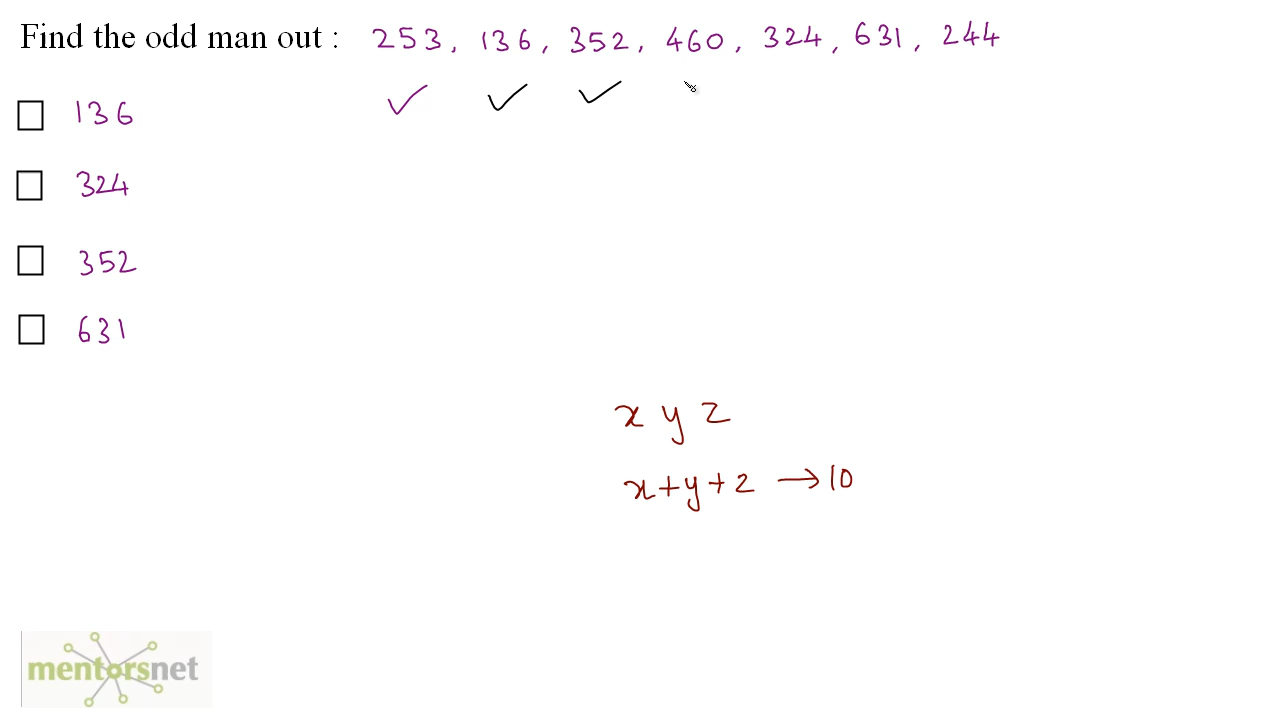 Find the odd man out : 253, 136, 352, 460, 324, 631, 244
136
324
352
631
x y z
x+y+z → 10
mentorsnet